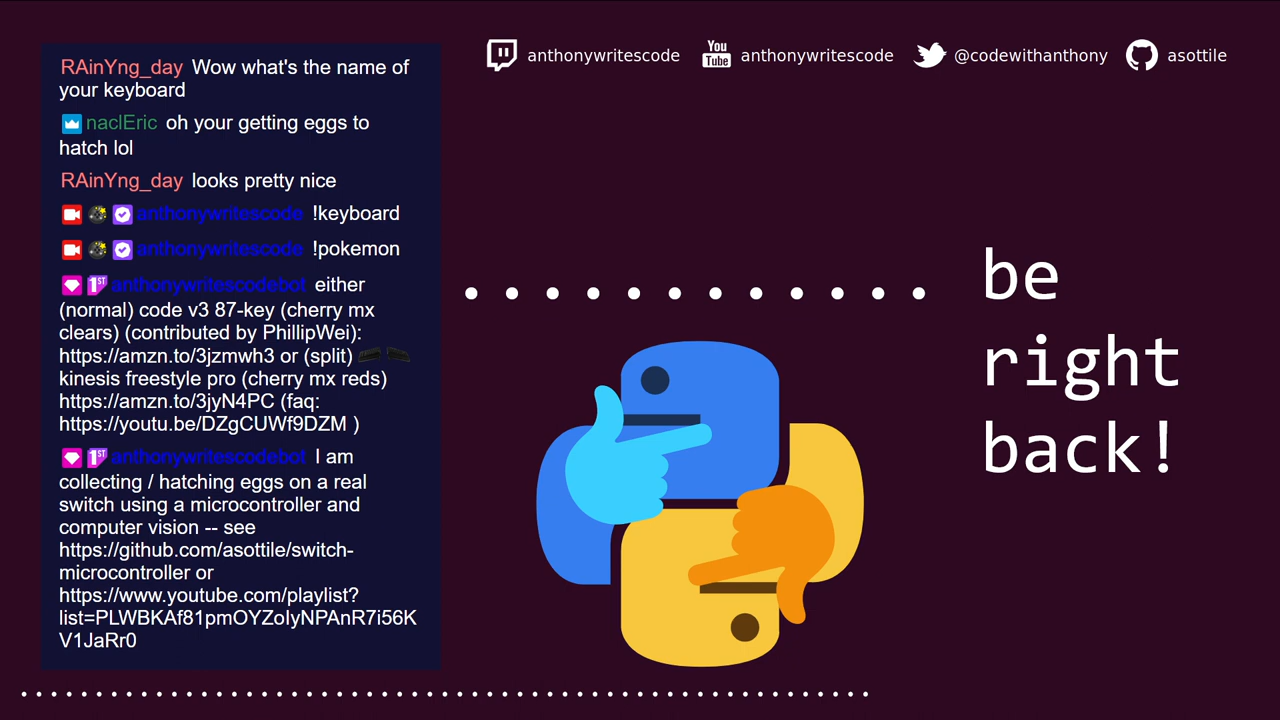 anthonywritescode
You Tube
anthonywritescode
@codewithanthony
asottile
RAinYng_day Wow what's the name of
your keyboard
naclEric oh your getting eggs to
hatch lol
RAinYng_day looks pretty nice
anthonywritescode !keyboard
anthonywritescode !pokemon
1ST anthonywritescodebot either
(normal) code v3 87-key (cherry mx
clears) (contributed by PhillipWei):
https://amzn.to/3jzmwh3 or (split)
kinesis freestyle pro (cherry mx reds)
https://amzn.to/3jyN4PC (faq:
https://youtu.be/DZgCUWf9DZM )
1ST anthonywritescodebot I am
collecting / hatching eggs on a real
switch using a microcontroller and
computer vision -- see
https://github.com/asottile/switch-
microcontroller or
https://www.youtube.com/playlist?
list=PLWBKAf81pmOYZoIyNPAnR7i56K
V1JaRr0
be
right
back!